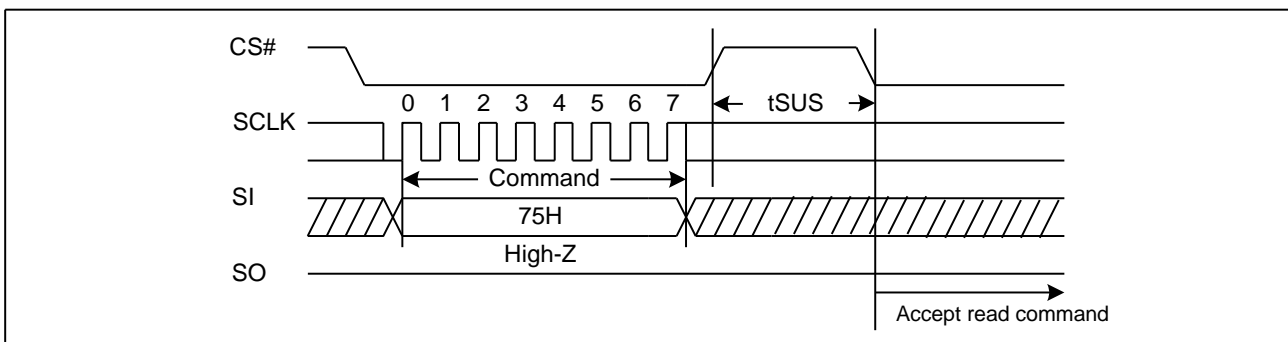 CS#
0 1 2 3 4 5 6 7
tSUS
SCLK
Command
SI
75H
High-Z
SO
Accept read command